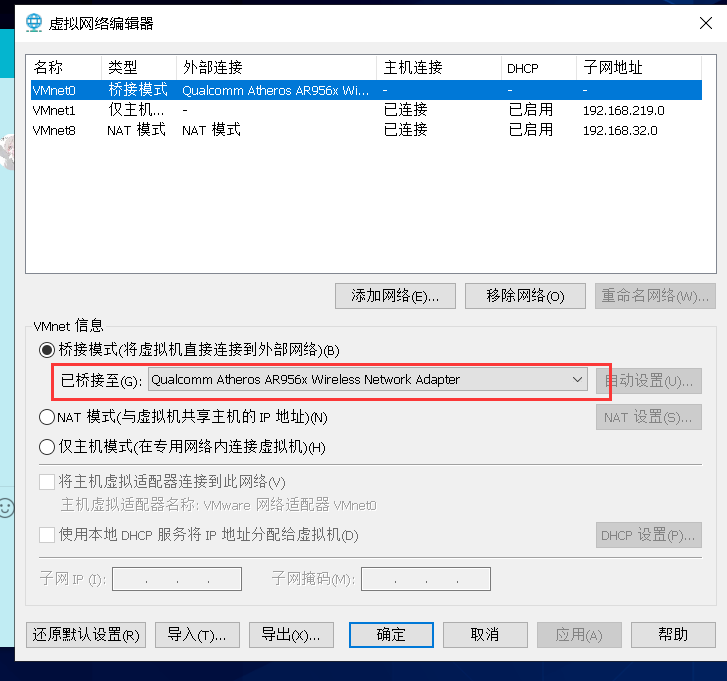 虚拟网络编辑器
名称 类型 外部连接 主机连接 DHCP 子网地址
VMnet0 桥接模式 Qualcomm Atheros AR956x Wi... - - -
VMnet1 仅主机... - 已连接 已启用 192.168.219.0
VMnet8 NAT 模式 NAT 模式 已连接 已启用 192.168.32.0
添加网络(E)... 移除网络(O) 重命名网络(W)...
VMnet 信息
桥接模式(将虚拟机直接连接到外部网络)(B)
已桥接至(G): Qualcomm Atheros AR956x Wireless Network Adapter 自动设置(U)...
NAT 模式(与虚拟机共享主机的 IP 地址)(N) NAT 设置(S)...
仅主机模式(在专用网络内连接虚拟机)(H)
将主机虚拟适配器连接到此网络(V)
主机虚拟适配器名称: VMware 网络适配器 VMnet0
使用本地 DHCP 服务将 IP 地址分配给虚拟机(D) DHCP 设置(P)...
子网 IP (I): . . . 子网掩码(M): . . .
还原默认设置(R) 导入(T)... 导出(X)... 确定 取消 应用(A) 帮助